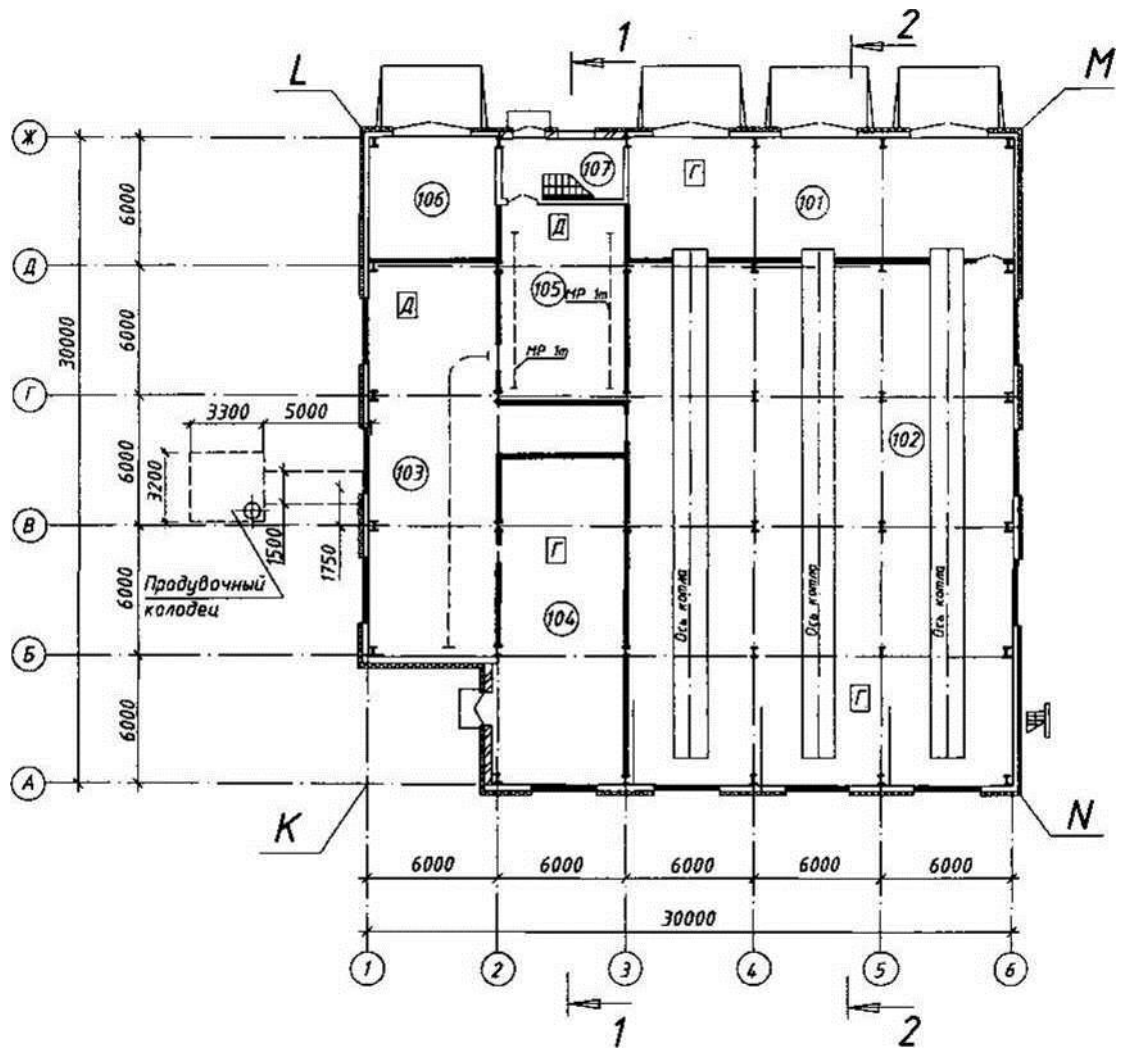 1
2
L
M
Ж
107
Г
106
101
6000
Д
Д
Д
105
МР 1т
6000
30000
МР 1т
Г
3300
5000
102
103
6000
3200
В
1500
1750
Г
Продувочный
колодец
104
Ось котла
Ось котла
Ось котла
6000
Б
Г
6000
А
K
N
6000
6000
6000
6000
6000
30000
1
2
3
4
5
6
1
2